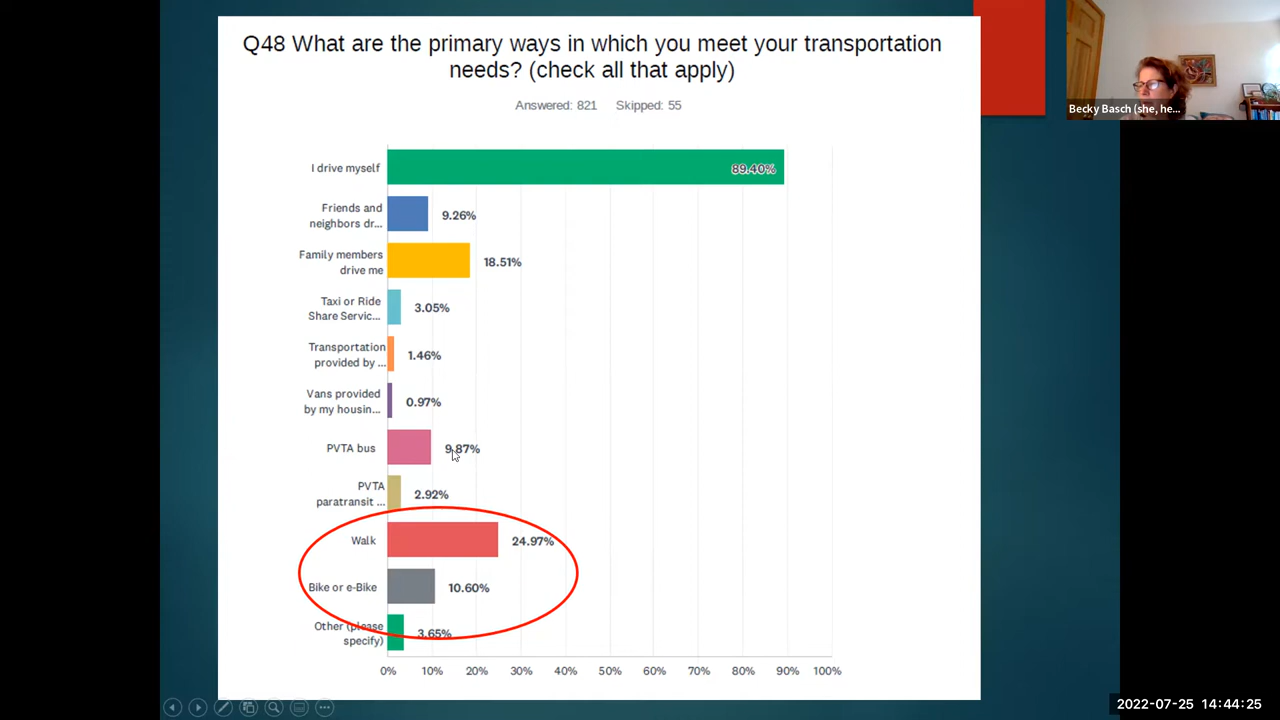 Q48 What are the primary ways in which you meet your transportation
needs? (check all that apply)
Answered: 821 Skipped: 55
I drive myself
89.40%
Friends and
neighbors dr...
9.26%
Family members
drive me
18.51%
Taxi or Ride
Share Servic...
3.05%
Transportation
provided by ...
1.46%
Vans provided
by my housin...
0.97%
PVTA bus
9.87%
PVTA
paratransit ...
2.92%
Walk
24.97%
Bike or e-Bike
10.60%
Other (please
specify)
3.65%
0% 10% 20% 30% 40% 50% 60% 70% 80% 90% 100%
Becky Basch (she, he...
2022-07-25 14:44:25